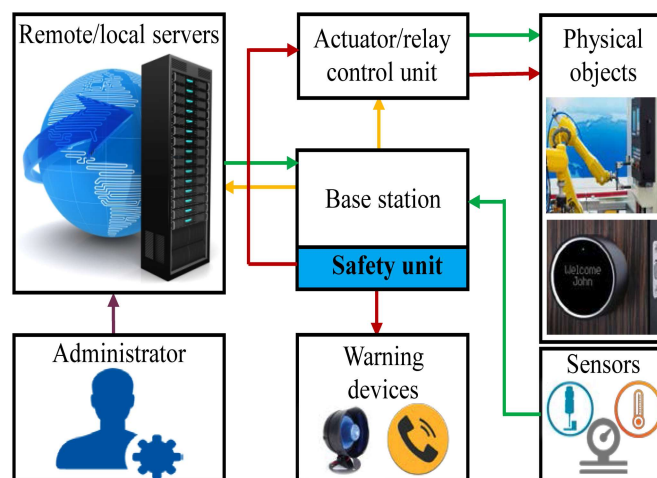 Remote/local servers
Actuator/relay
control unit
Physical
objects
Base station
Safety unit
Welcome
John
Administrator
Warning
devices
Sensors